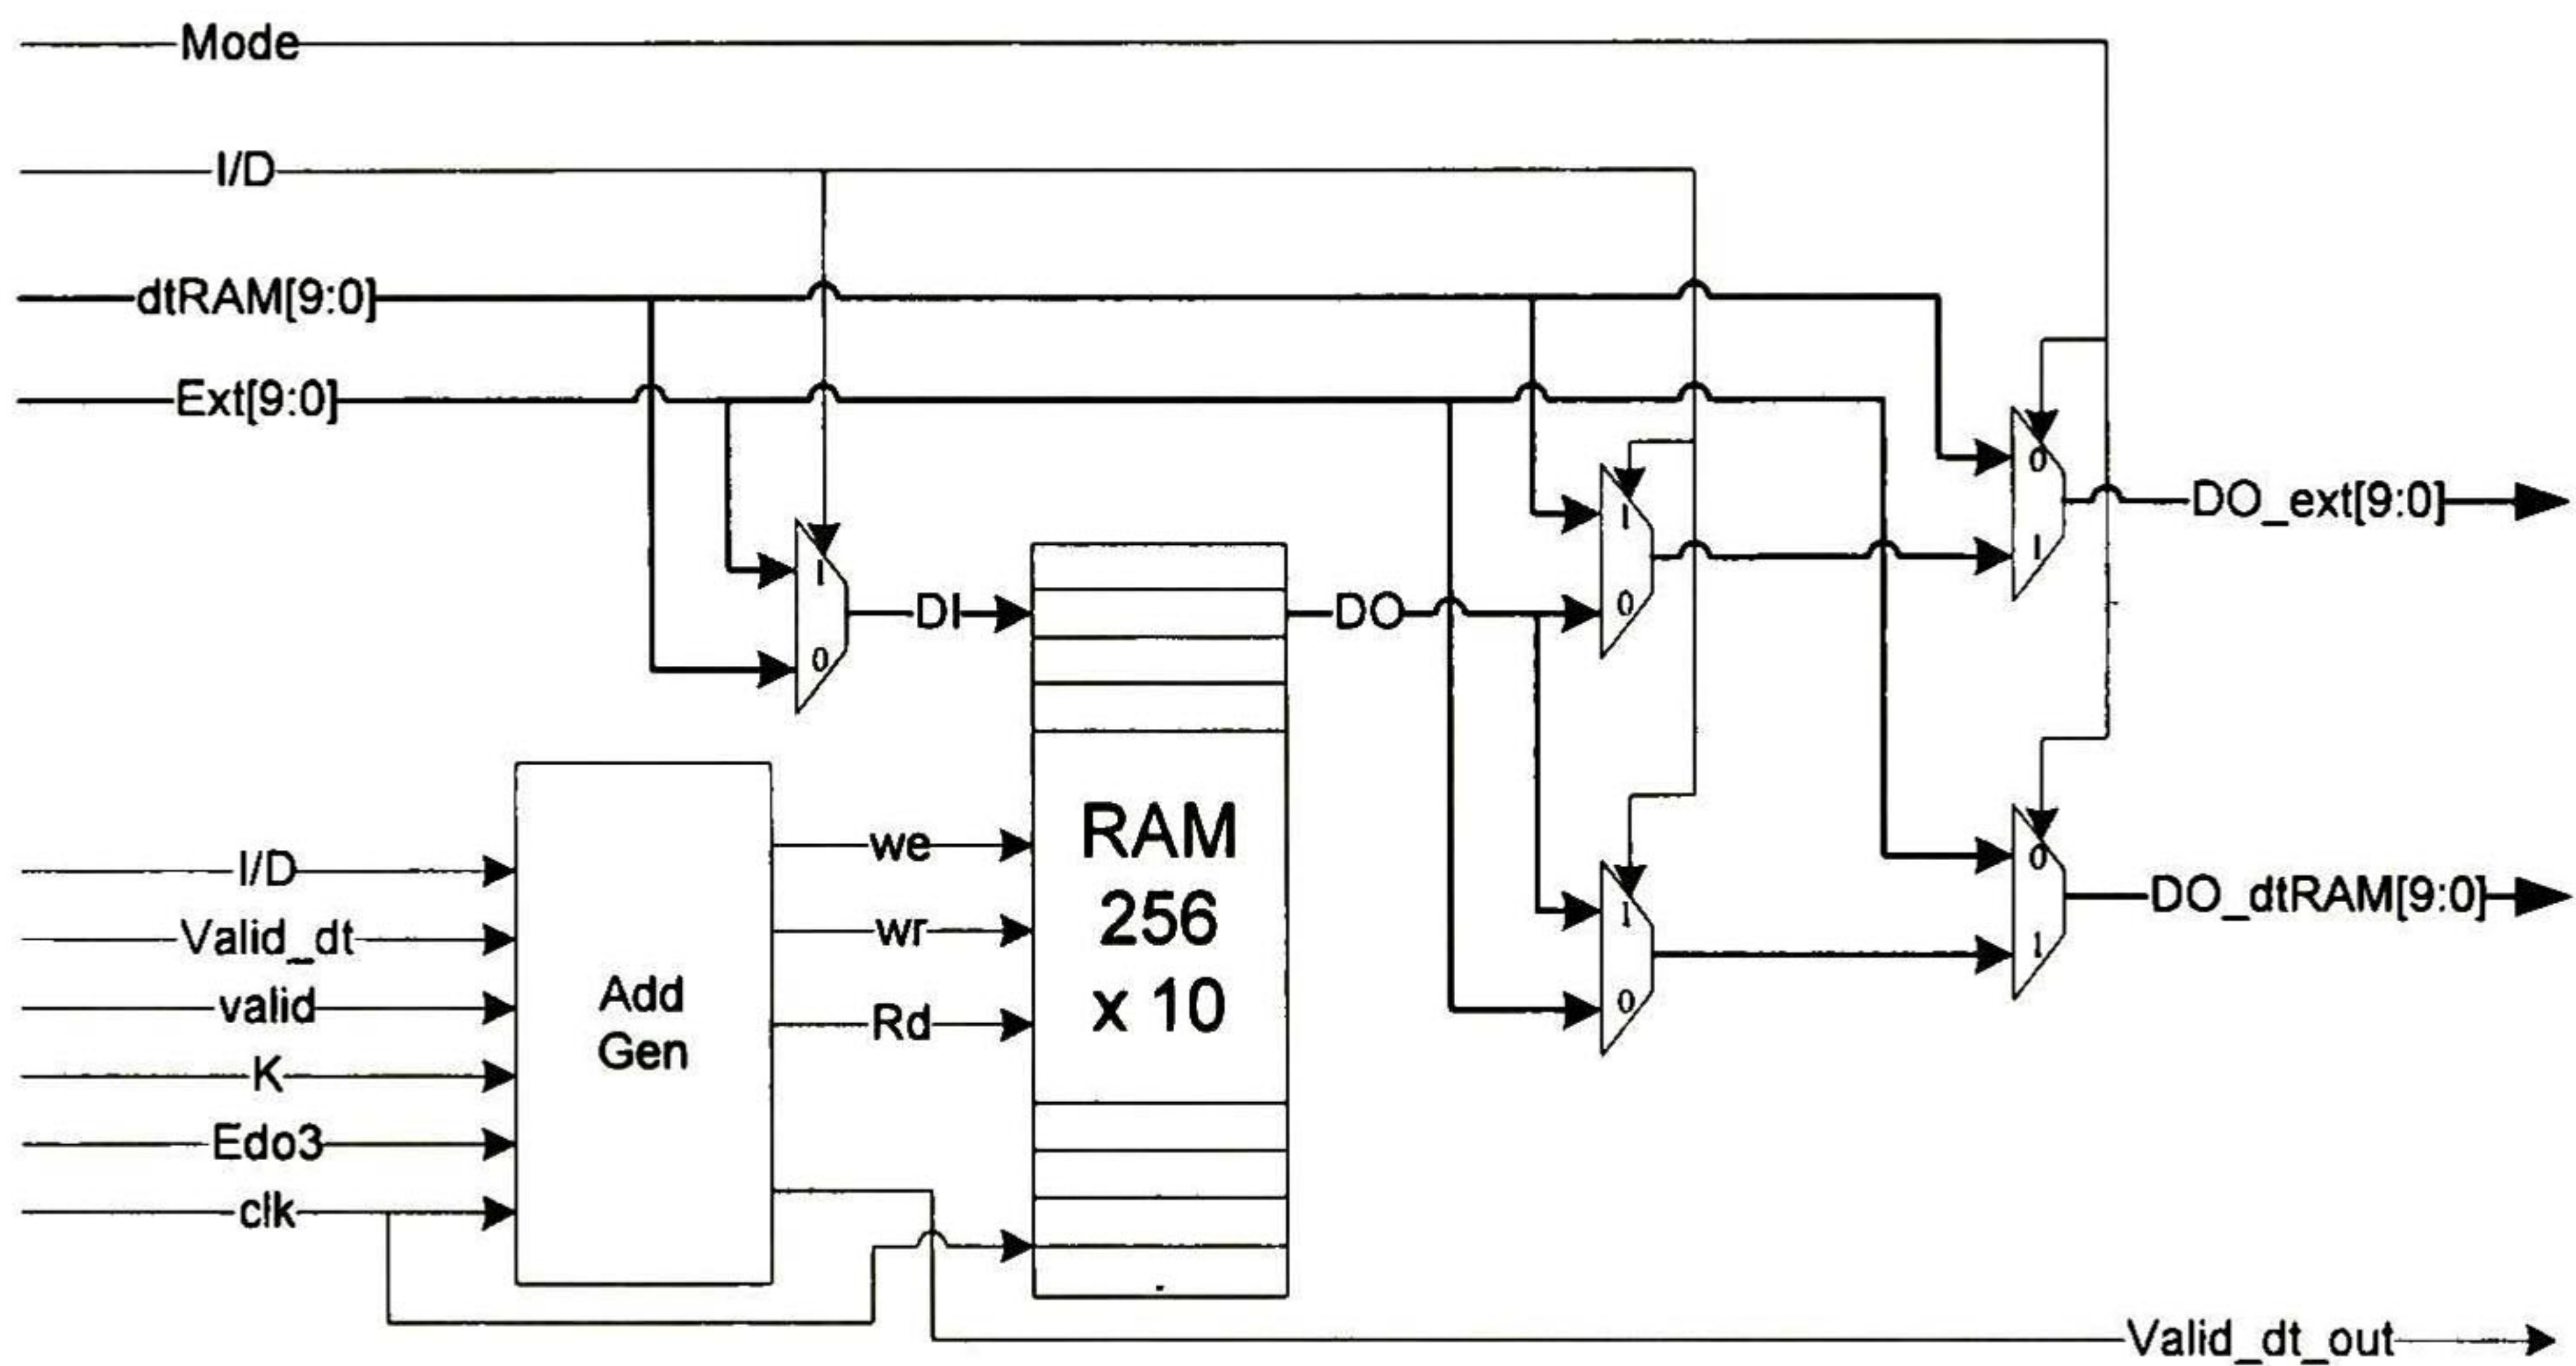 Mode
I/D
dtRAM[9:0]
Ext[9:0]
0
DO_ext[9:0]
1
1
1
DI
DO
0
0
we
RAM
I/D
0
DO_dtRAM[9:0]
Valid_dt
wr
256
1
1
valid
Add
Rd
x 10
0
K
Gen
Edo3
clk
Valid_dt_out